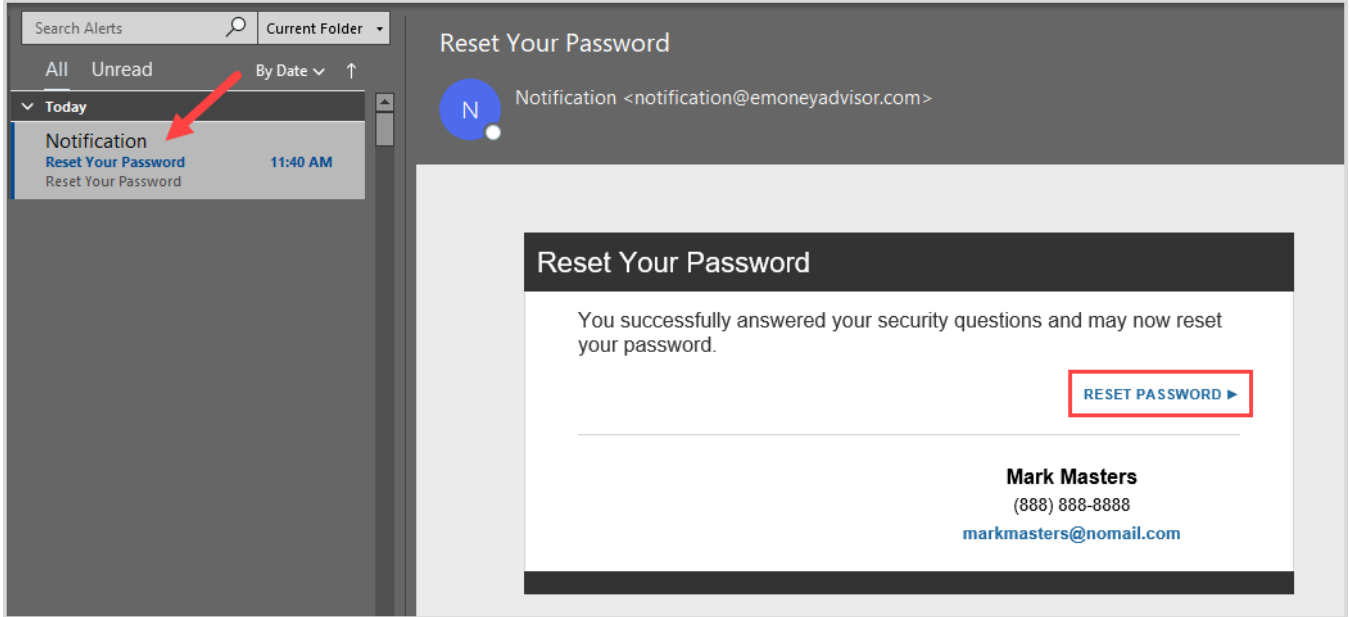 Search Alerts
Current Folder
All Unread By Date
Today
Notification
Reset Your Password 11:40 AM
Reset Your Password
Reset Your Password
N
Notification <notification@emoneyadvisor.com>
Reset Your Password
You successfully answered your security questions and may now reset
your password.
RESET PASSWORD
Mark Masters
(888) 888-8888
markmasters@nomail.com